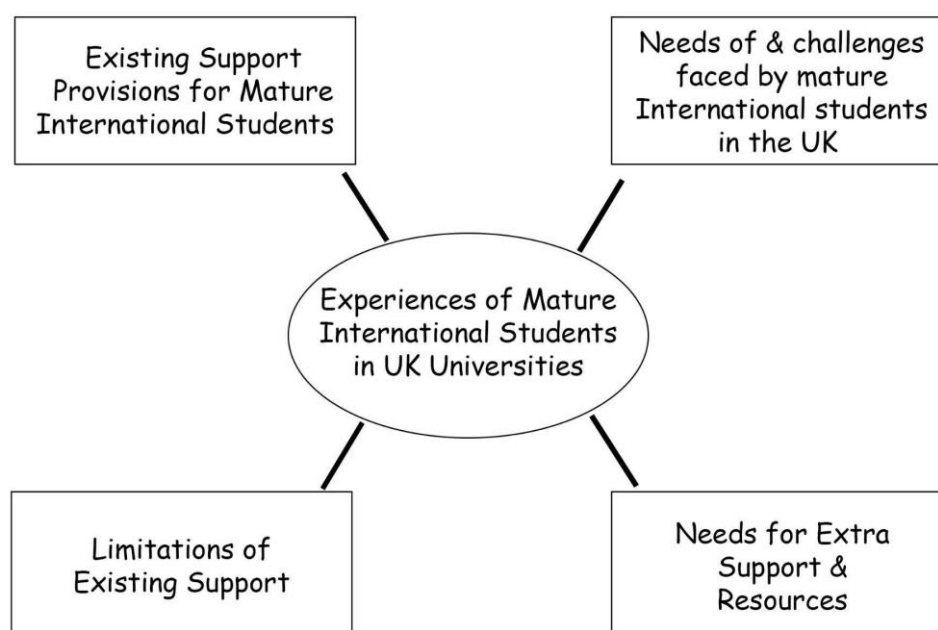 Existing Support
Provisions for Mature
International Students
Needs of & challenges
faced by mature
International students
in the UK
Experiences of Mature
International Students
in UK Universities
Limitations of
Existing Support
Needs for Extra
Support &
Resources